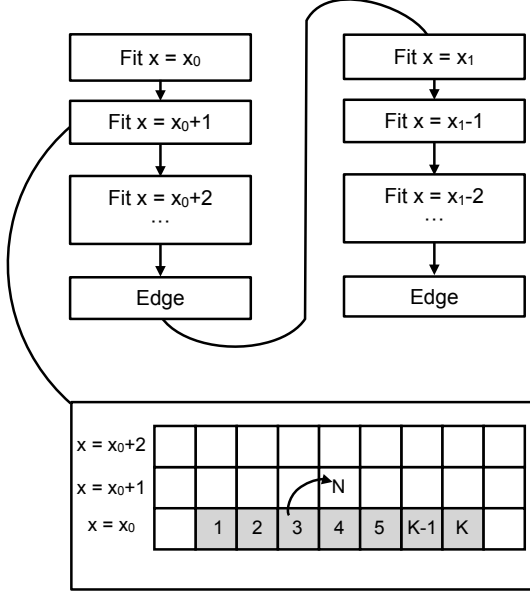 Fit x = x₀
Fit x = x₀+1
Fit x = x₀+2
...
Edge
Fit x = x₁
Fit x = x₁-1
Fit x = x₁-2
...
Edge
x = x₀+2
x = x₀+1
N
x = x₀
1 2 3 4 5 K-1 K